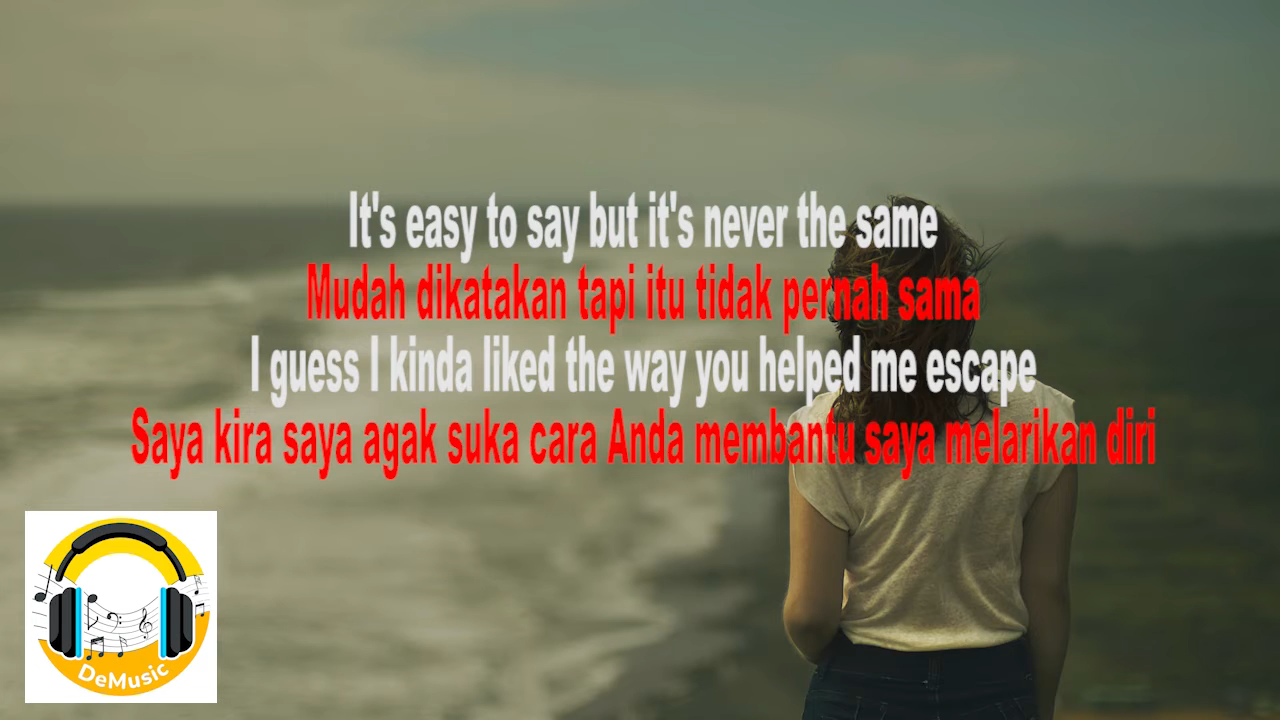 It's easy to say but it's never the same
Mudah dikatakan tapi itu tidak pernah sama
I guess I kinda liked the way you helped me escape
Saya kira saya agak suka cara Anda membantu saya melarikan diri
DeMusic